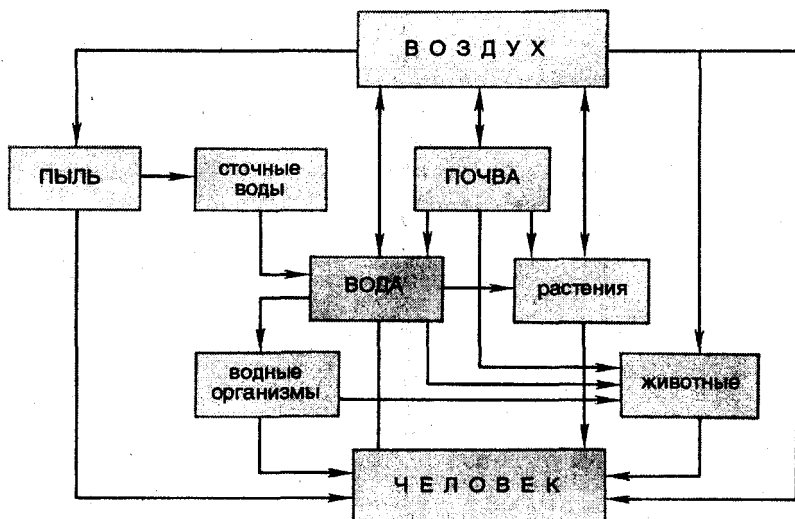 ВОЗДУХ
ПЫЛЬ
сточные
воды
ПОЧВА
ВОДА
растения
водные
организмы
животные
ЧЕЛОВЕК